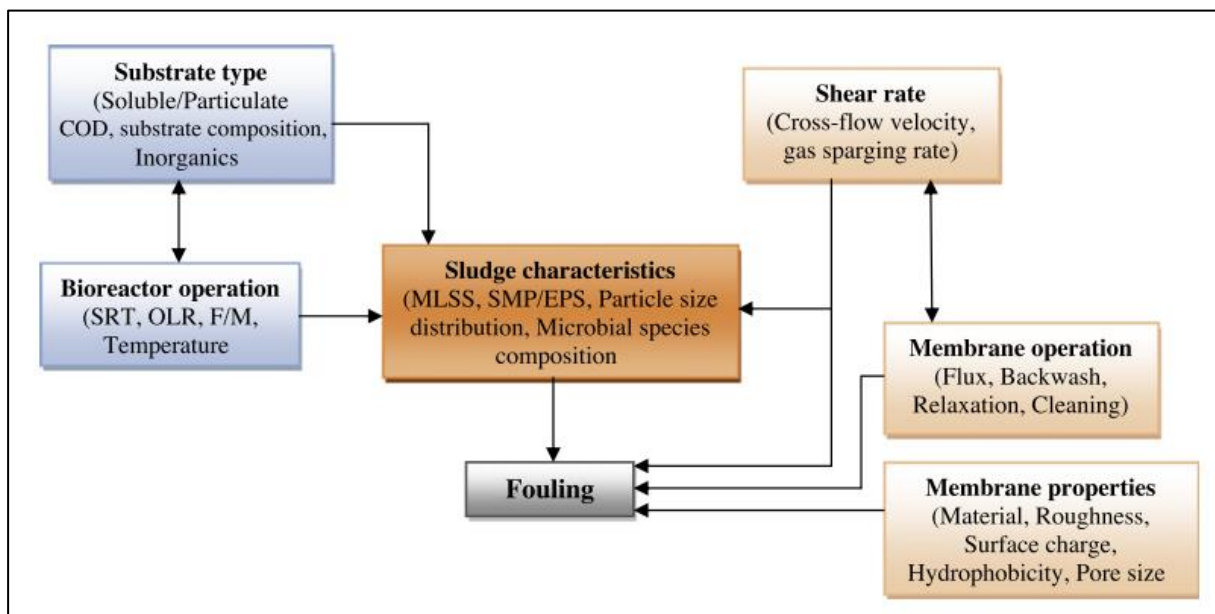 Substrate type
(Soluble/Particulate
COD, substrate composition,
Inorganics
Bioreactor operation
(SRT, OLR, F/M,
Temperature
Sludge characteristics
(MLSS, SMP/EPS, Particle size
distribution, Microbial species
composition)
Fouling
Shear rate
(Cross-flow velocity,
gas sparging rate)
Membrane operation
(Flux, Backwash,
Relaxation, Cleaning)
Membrane properties
(Material, Roughness,
Surface charge,
Hydrophobicity, Pore size